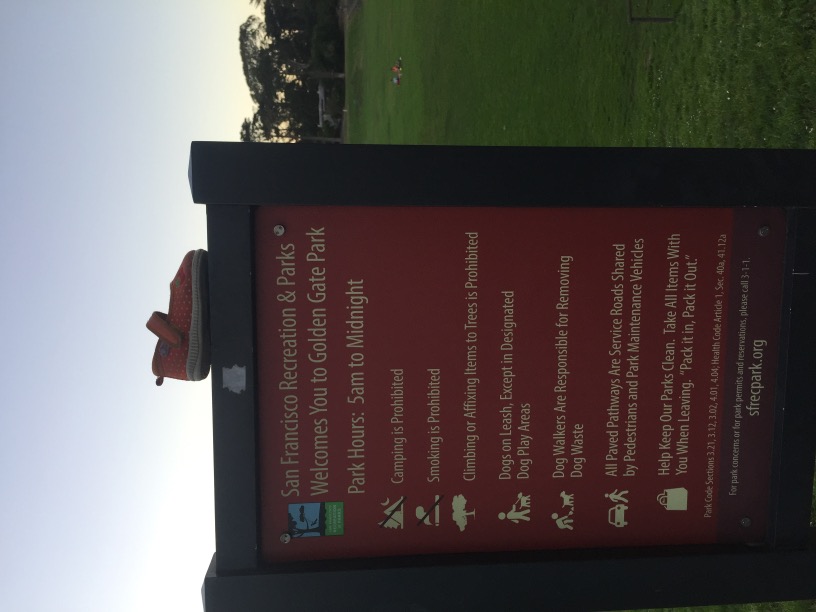 San Francisco Recreation & Parks
Welcomes You to Golden Gate Park
Park Hours: 5am to Midnight
Camping is Prohibited
Smoking is Prohibited
Climbing or Affixing Items to Trees is Prohibited
Dogs on Leash, Except in Designated
Dog Play Areas
Dog Walkers Are Responsible for Removing
Dog Waste
All Paved Pathways Are Service Roads Shared
by Pedestrians and Park Maintenance Vehicles
Help Keep Our Parks Clean. Take All Items With
You When Leaving. “Pack it in, Pack it Out.”
Park Code Sections 3.21, 3.12, 3.02, 4.01, 4.04; Health Code Article 1, Sec. 40a, 41.12a
For park concerns or for park permits and reservations, please call 3-1-1.
sfrecpark.org